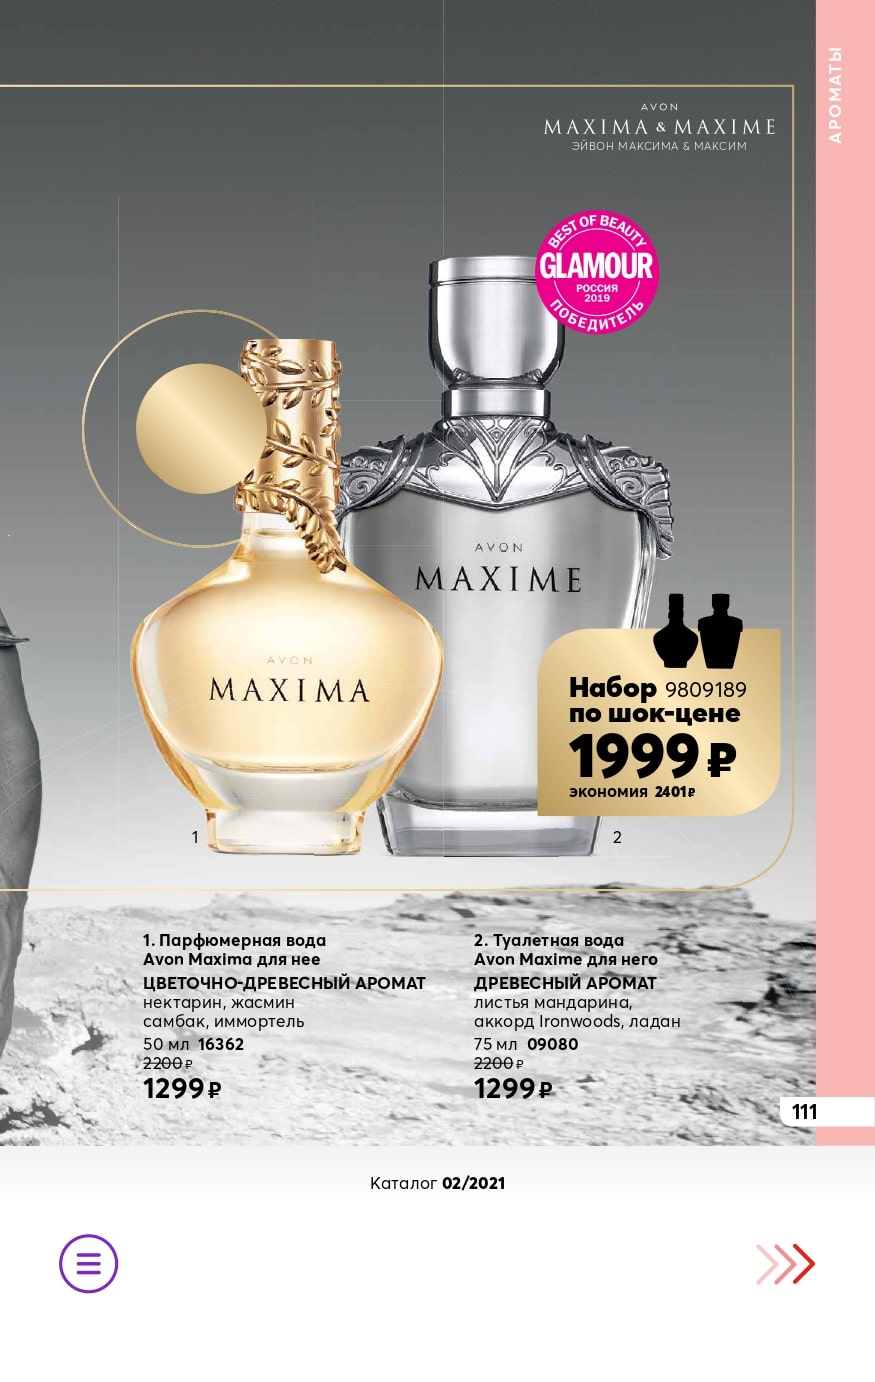 АРОМАТЫ
AVON
MAXIMA & MAXIME
ЭЙВОН МАКСИМА & МАКСИМ
BEST OF BEAUTY
GLAMOUR
РОССИЯ
2019
ПОБЕДИТЕЛЬ
AVON
MAXIME
AVON
MAXIMA
Набор 9809189
по шок-цене
1999 ₽
экономия 2401 ₽
1
2
1. Парфюмерная вода
Avon Maxima для нее
ЦВЕТОЧНО-ДРЕВЕСНЫЙ АРОМАТ
нектарин, жасмин
самбак, иммортель
50 мл 16362
2200 ₽
1299 ₽
2. Туалетная вода
Avon Maxime для него
ДРЕВЕСНЫЙ АРОМАТ
листья мандарина,
аккорд Ironwoods, ладан
75 мл 09080
2200 ₽
1299 ₽
111
Каталог 02/2021